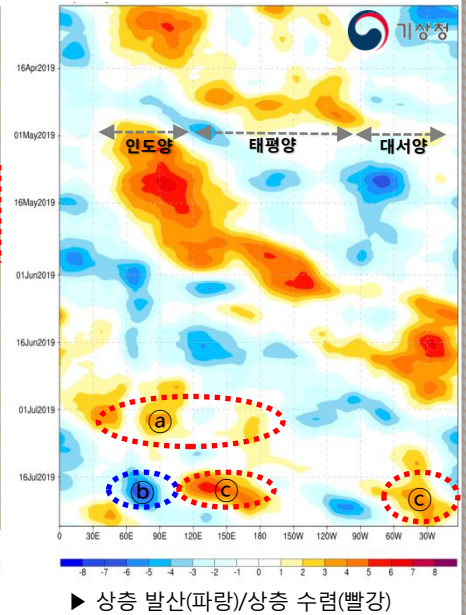 기상청
16Apr2019
01May2019
인도양 태평양 대서양
16May2019
01Jun2019
16Jun2019
01Jul2019
ⓐ
16Jul2019
ⓑ ⓒ ⓒ
0 30E 60E 90E 120E 150E 180 150W 120W 90W 60W 30W
-8 -7 -6 -5 -4 -3 -2 -1 0 1 2 3 4 5 6 7 8
▶ 상층 발산(파랑)/상층 수렴(빨강)